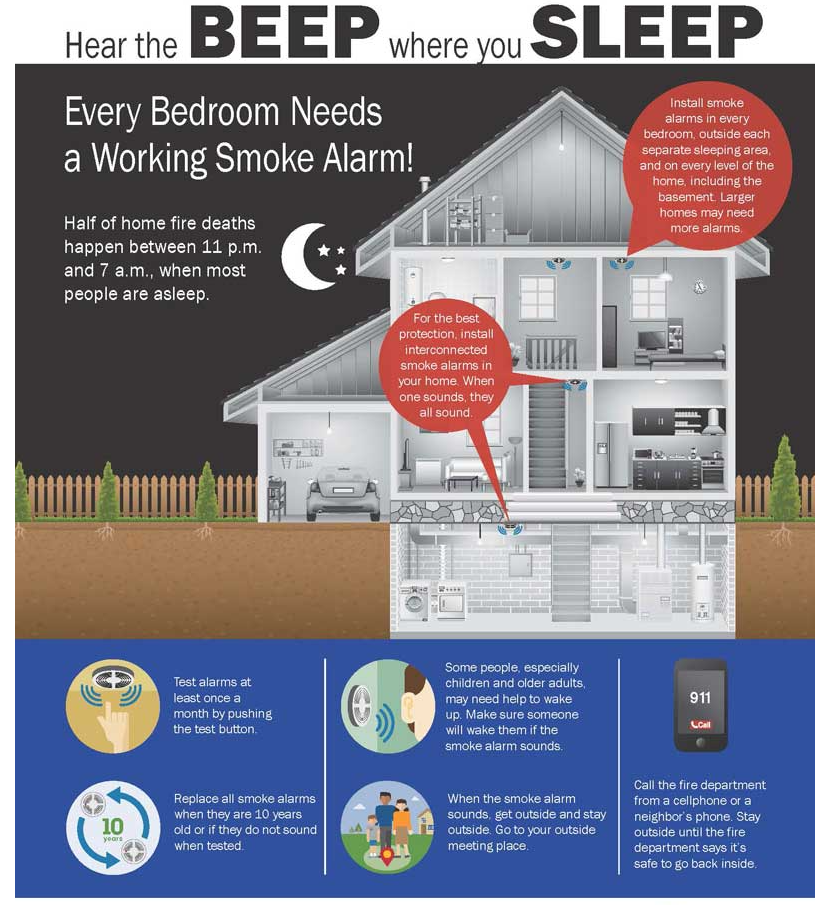 Hear the BEEP where you SLEEP
Every Bedroom Needs
a Working Smoke Alarm!
Half of home fire deaths
happen between 11 p.m.
and 7 a.m., when most
people are asleep.
Install smoke
alarms in every
bedroom, outside each
separate sleeping area,
and on every level of the
home, including the
basement. Larger
homes may need
more alarms.
For the best
protection, install
interconnected
smoke alarms in
your home. When
one sounds, they
all sound.
Test alarms at
least once a
month by pushing
the test button.
10
years
Replace all smoke alarms
when they are 10 years
old or if they do not sound
when tested.
Some people, especially
children and older adults,
may need help to wake
up. Make sure someone
will wake them if the
smoke alarm sounds.
When the smoke alarm
sounds, get outside and stay
outside. Go to your outside
meeting place.
911
Call
Call the fire department
from a cellphone or a
neighbor's phone. Stay
outside until the fire
department says it's
safe to go back inside.